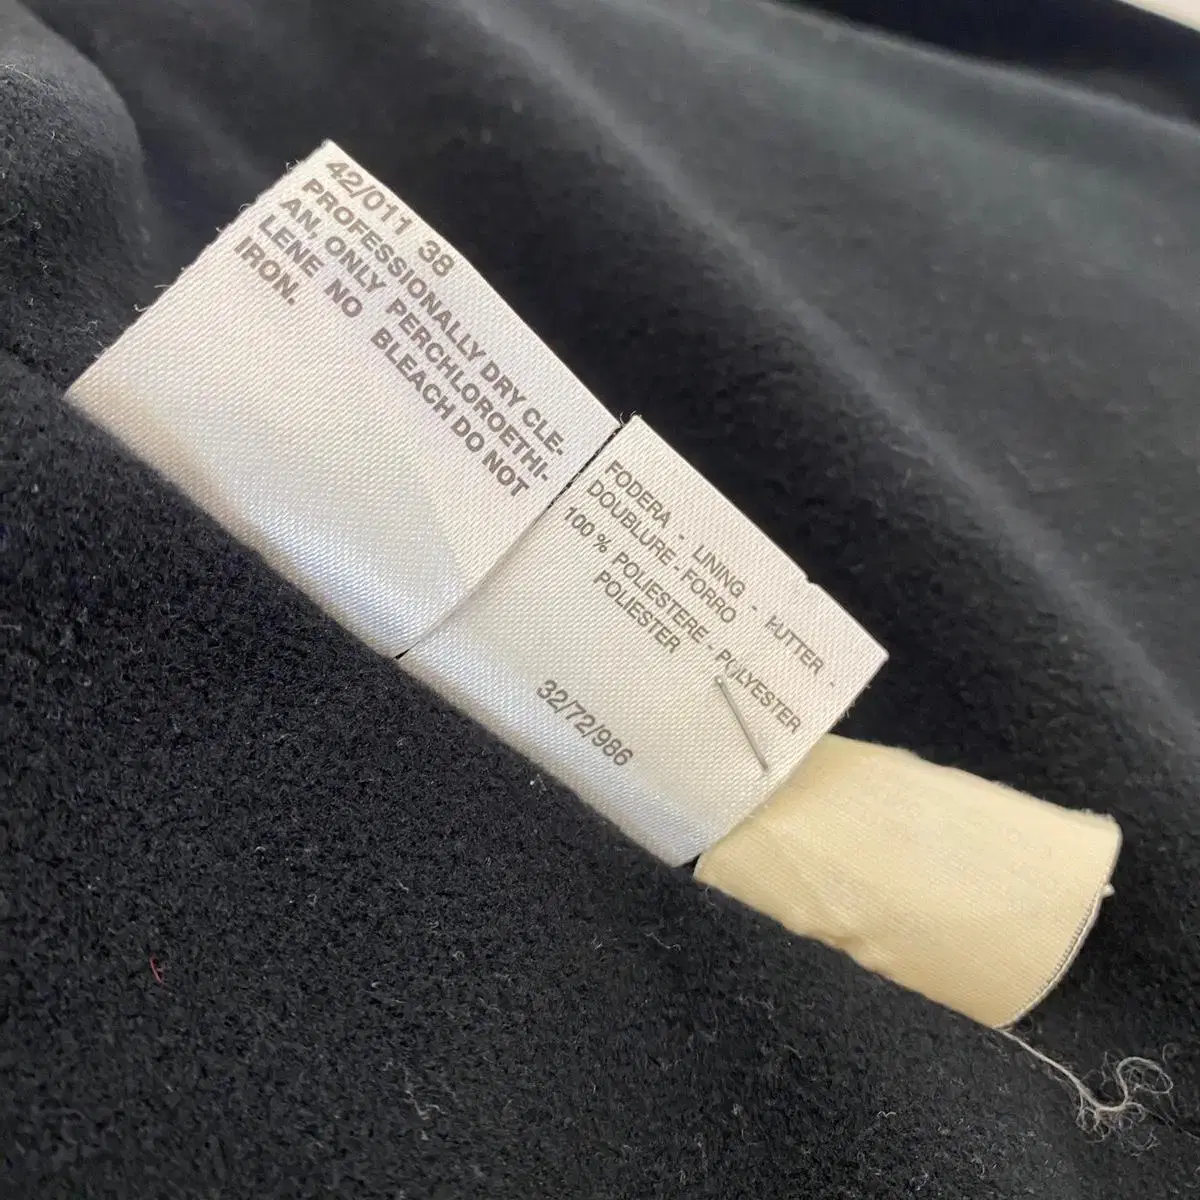 42/011 38
PROFESSIONALLY DRY CLE-
AN, ONLY PERCHLOROETHI-
LENE NO BLEACH DO NOT
IRON.
FODERA - LINING - FUTTER -
DOUBLURE - FORRO
100 % POLIESTERE - POLYESTER
POLIESTER
32/72/986